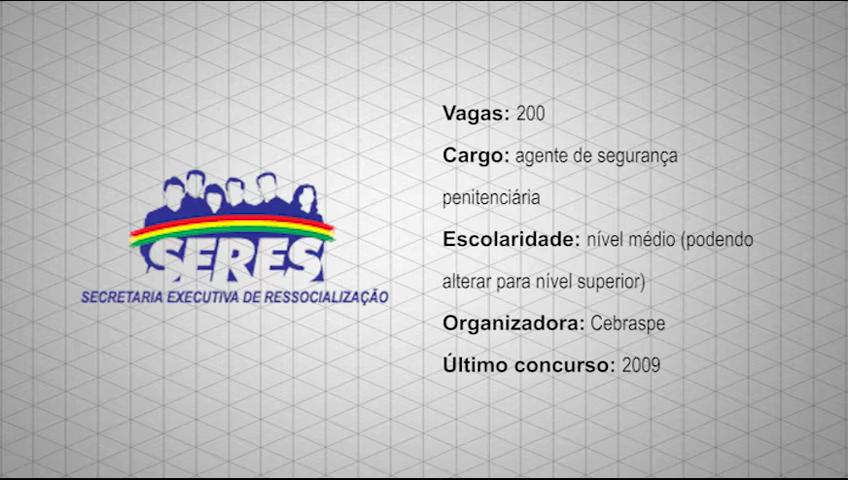 SERES
SECRETARIA EXECUTIVA DE RESSOCIALIZAÇÃO
Vagas: 200
Cargo: agente de segurança
penitenciária
Escolaridade: nível médio (podendo
alterar para nível superior)
Organizadora: Cebraspe
Último concurso: 2009